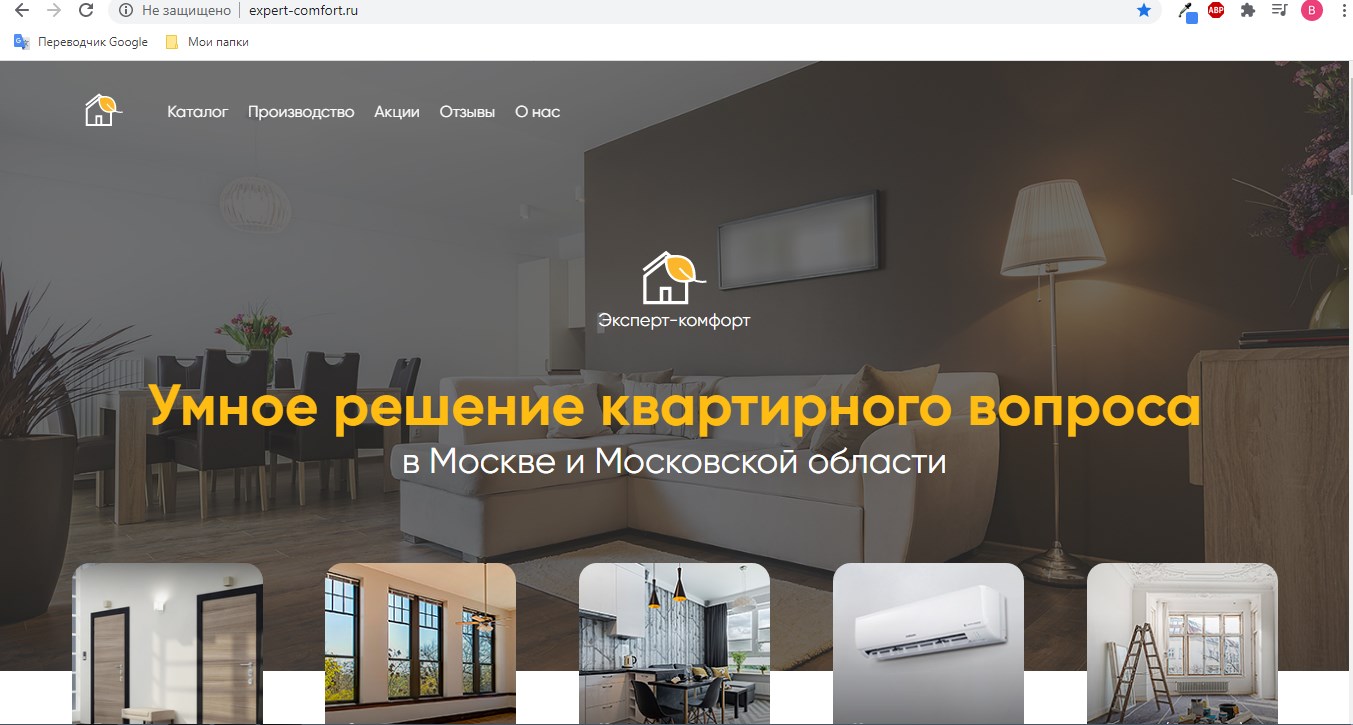 Не защищено expert-comfort.ru
ABP
B
Переводчик Google
Мои папки
Каталог Производство Акции Отзывы О нас
Эксперт-комфорт
Умное решение квартирного вопроса
в Москве и Московской области